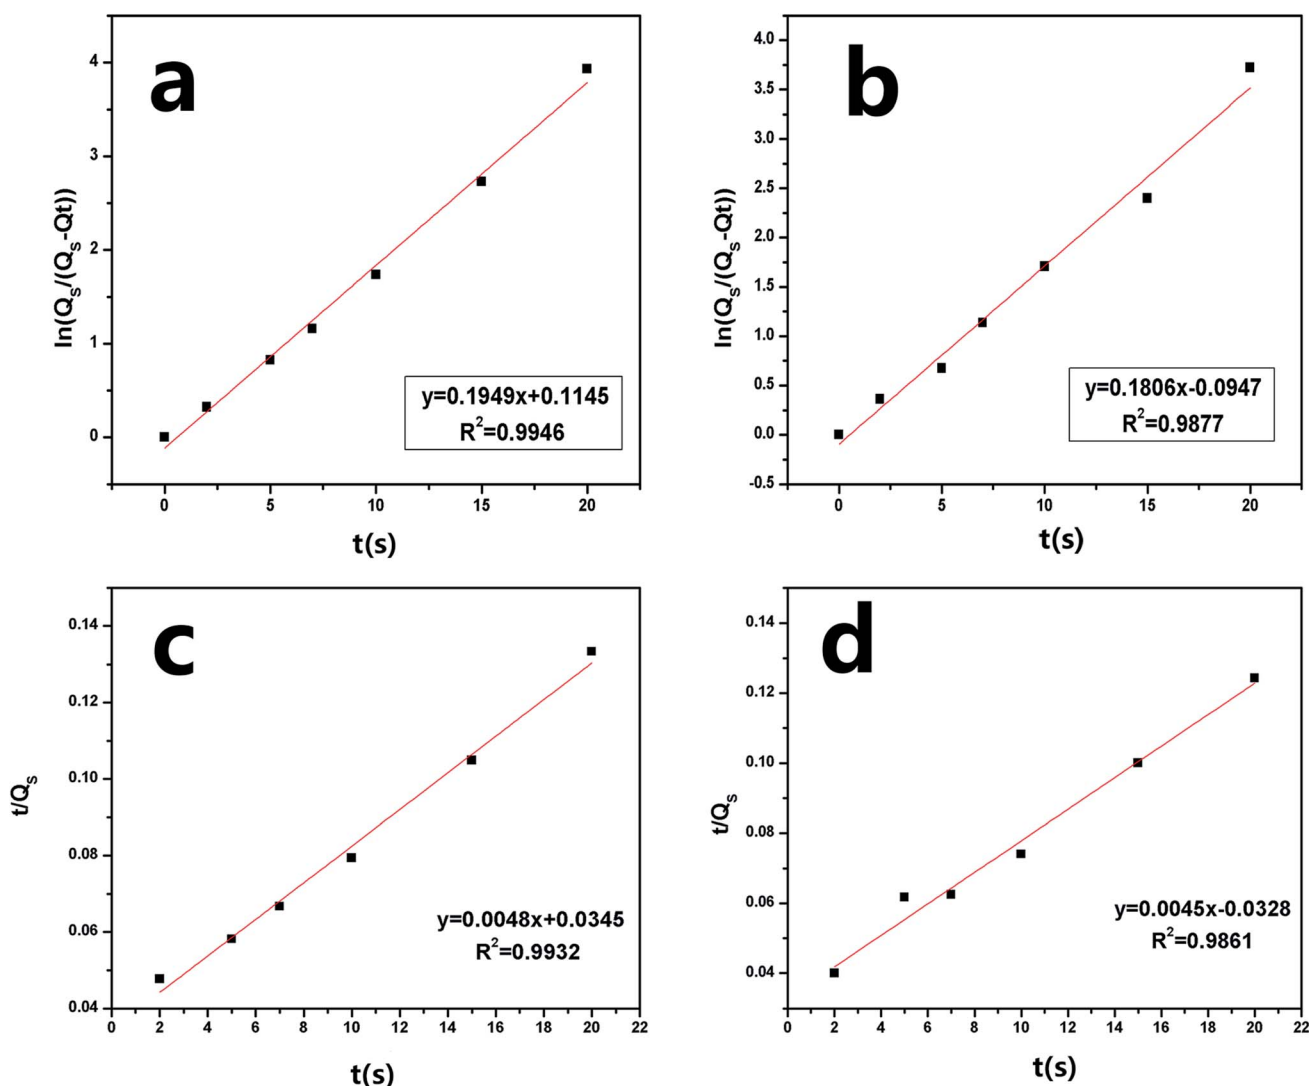 a
4
3
2
1
0
ln(Qₛ/(Qₛ-Qt))
y=0.1949x+0.1145
R²=0.9946
0 5 10 15 20
t(s)
b
4.0
3.5
3.0
2.5
2.0
1.5
1.0
0.5
0.0
-0.5
ln(Qₛ/(Qₛ-Qt))
y=0.1806x-0.0947
R²=0.9877
0 5 10 15 20
t(s)
c
0.14
0.12
0.10
0.08
0.06
0.04
t/Qₛ
y=0.0048x+0.0345
R²=0.9932
0 2 4 6 8 10 12 14 16 18 20 22
t(s)
d
0.14
0.12
0.10
0.08
0.06
0.04
t/Qₛ
y=0.0045x-0.0328
R²=0.9861
0 2 4 6 8 10 12 14 16 18 20 22
t(s)